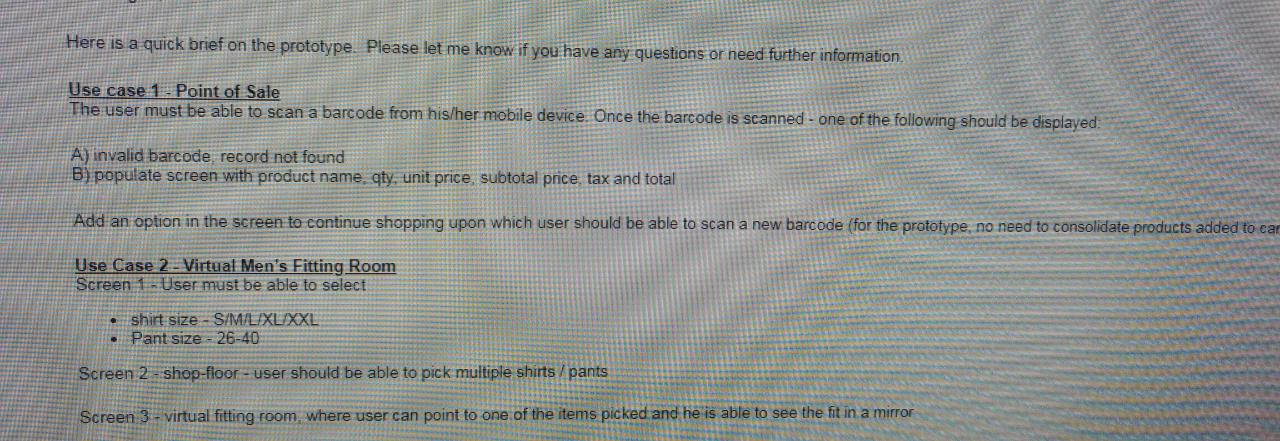 Here is a quick brief on the prototype. Please let me know if you have any questions or need further information.
Use case 1 - Point of Sale
The user must be able to scan a barcode from his/her mobile device. Once the barcode is scanned - one of the following should be displayed:
A) invalid barcode, record not found
B) populate screen with product name, qty, unit price, subtotal price, tax and total
Add an option in the screen to continue shopping upon which user should be able to scan a new barcode (for the prototype, no need to consolidate products added to
Use Case 2 - Virtual Men's Fitting Room
Screen 1 - User must be able to select
• shirt size - S/M/L/XL/XXL
• Pant size - 26-40
Screen 2 - shop-floor - user should be able to pick multiple shirts / pants
Screen 3 - virtual fitting room, where user can point to one of the items picked and he is able to see the fit in a mirror